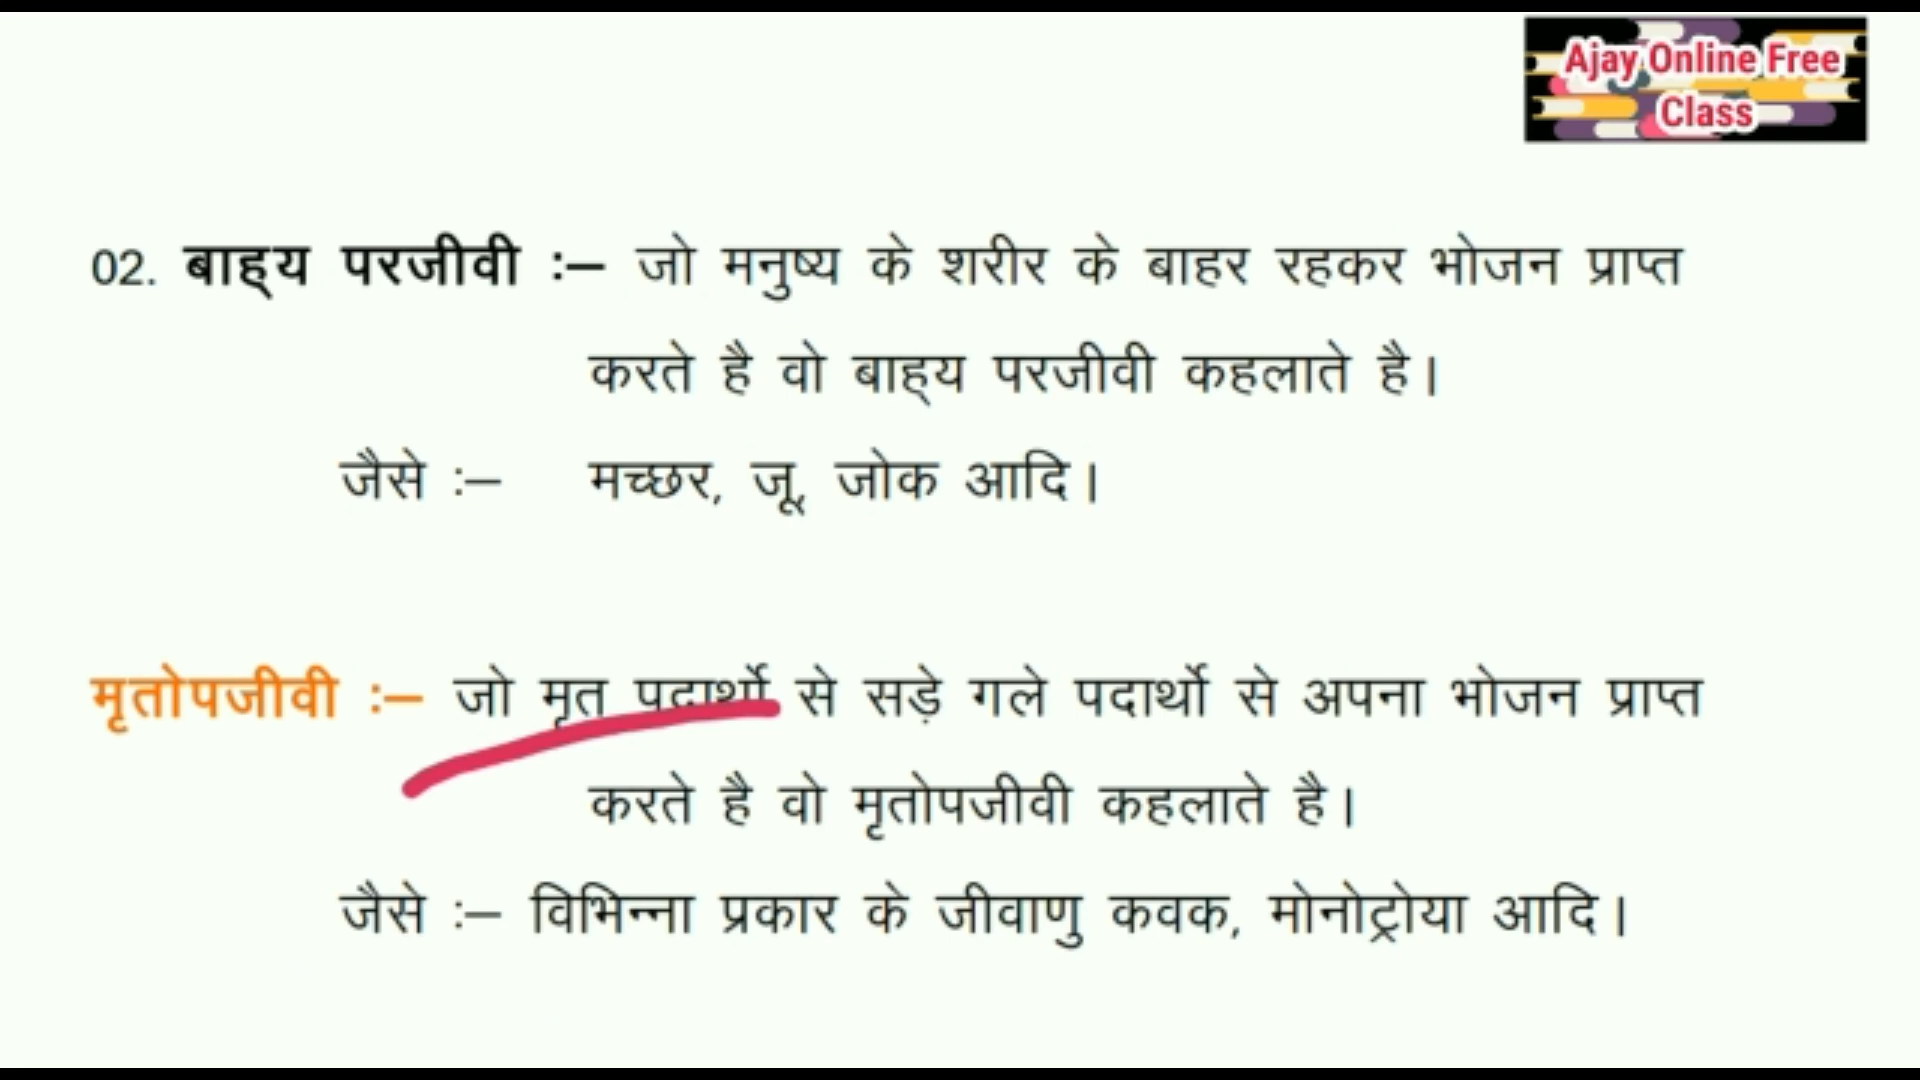 Ajay Online Free
Class
02. बाह्य परजीवी :– जो मनुष्य के शरीर के बाहर रहकर भोजन प्राप्त
करते है वो बाह्य परजीवी कहलाते है।
जैसे :– मच्छर, जू, जोक आदि।
मृतोपजीवी :– जो मृत पदार्थो से सड़े गले पदार्थो से अपना भोजन प्राप्त
करते है वो मृतोपजीवी कहलाते है।
जैसे :– विभिन्ना प्रकार के जीवाणु कवक, मोनोट्रोया आदि।